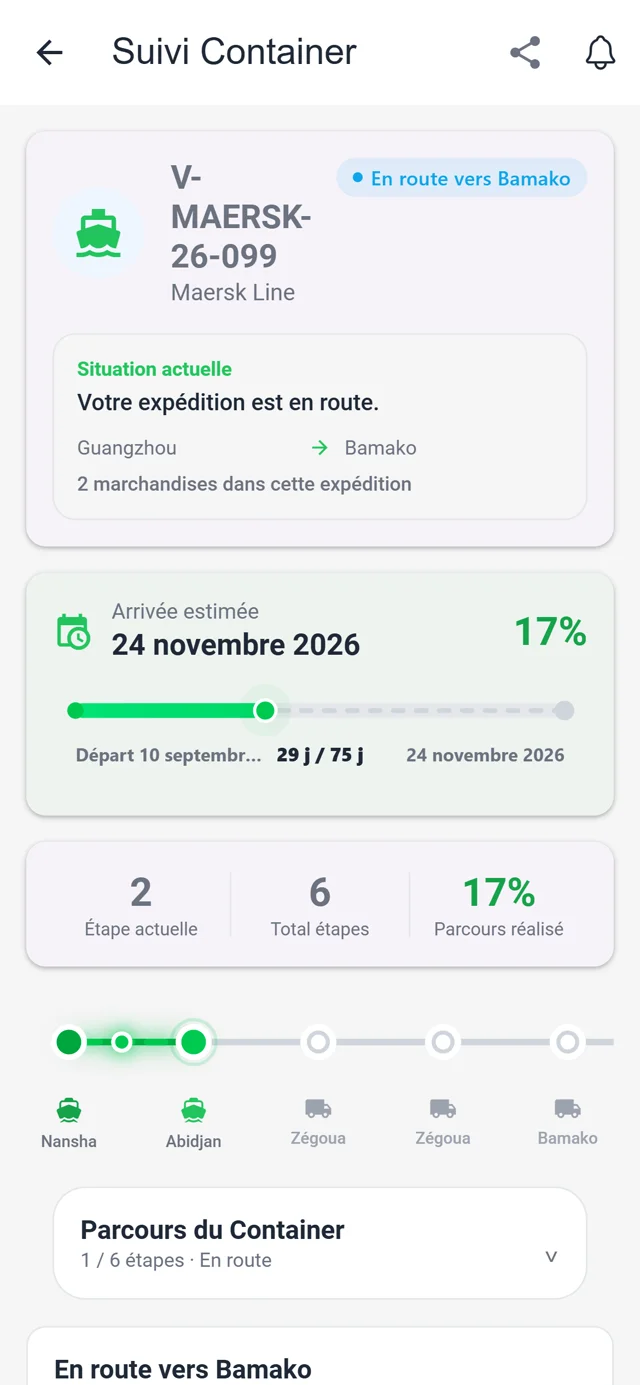 Suivi Container
V-
MAERSK-
26-099
En route vers Bamako
Maersk Line
Situation actuelle
Votre expédition est en route.
Guangzhou → Bamako
2 marchandises dans cette expédition
Arrivée estimée
24 novembre 2026
17%
Départ 10 septembr... 29 j / 75 j 24 novembre 2026
2 6 17%
Étape actuelle Total étapes Parcours réalisé
Nansha Abidjan Zégoua Zégoua Bamako
Parcours du Container
1 / 6 étapes · En route
En route vers Bamako